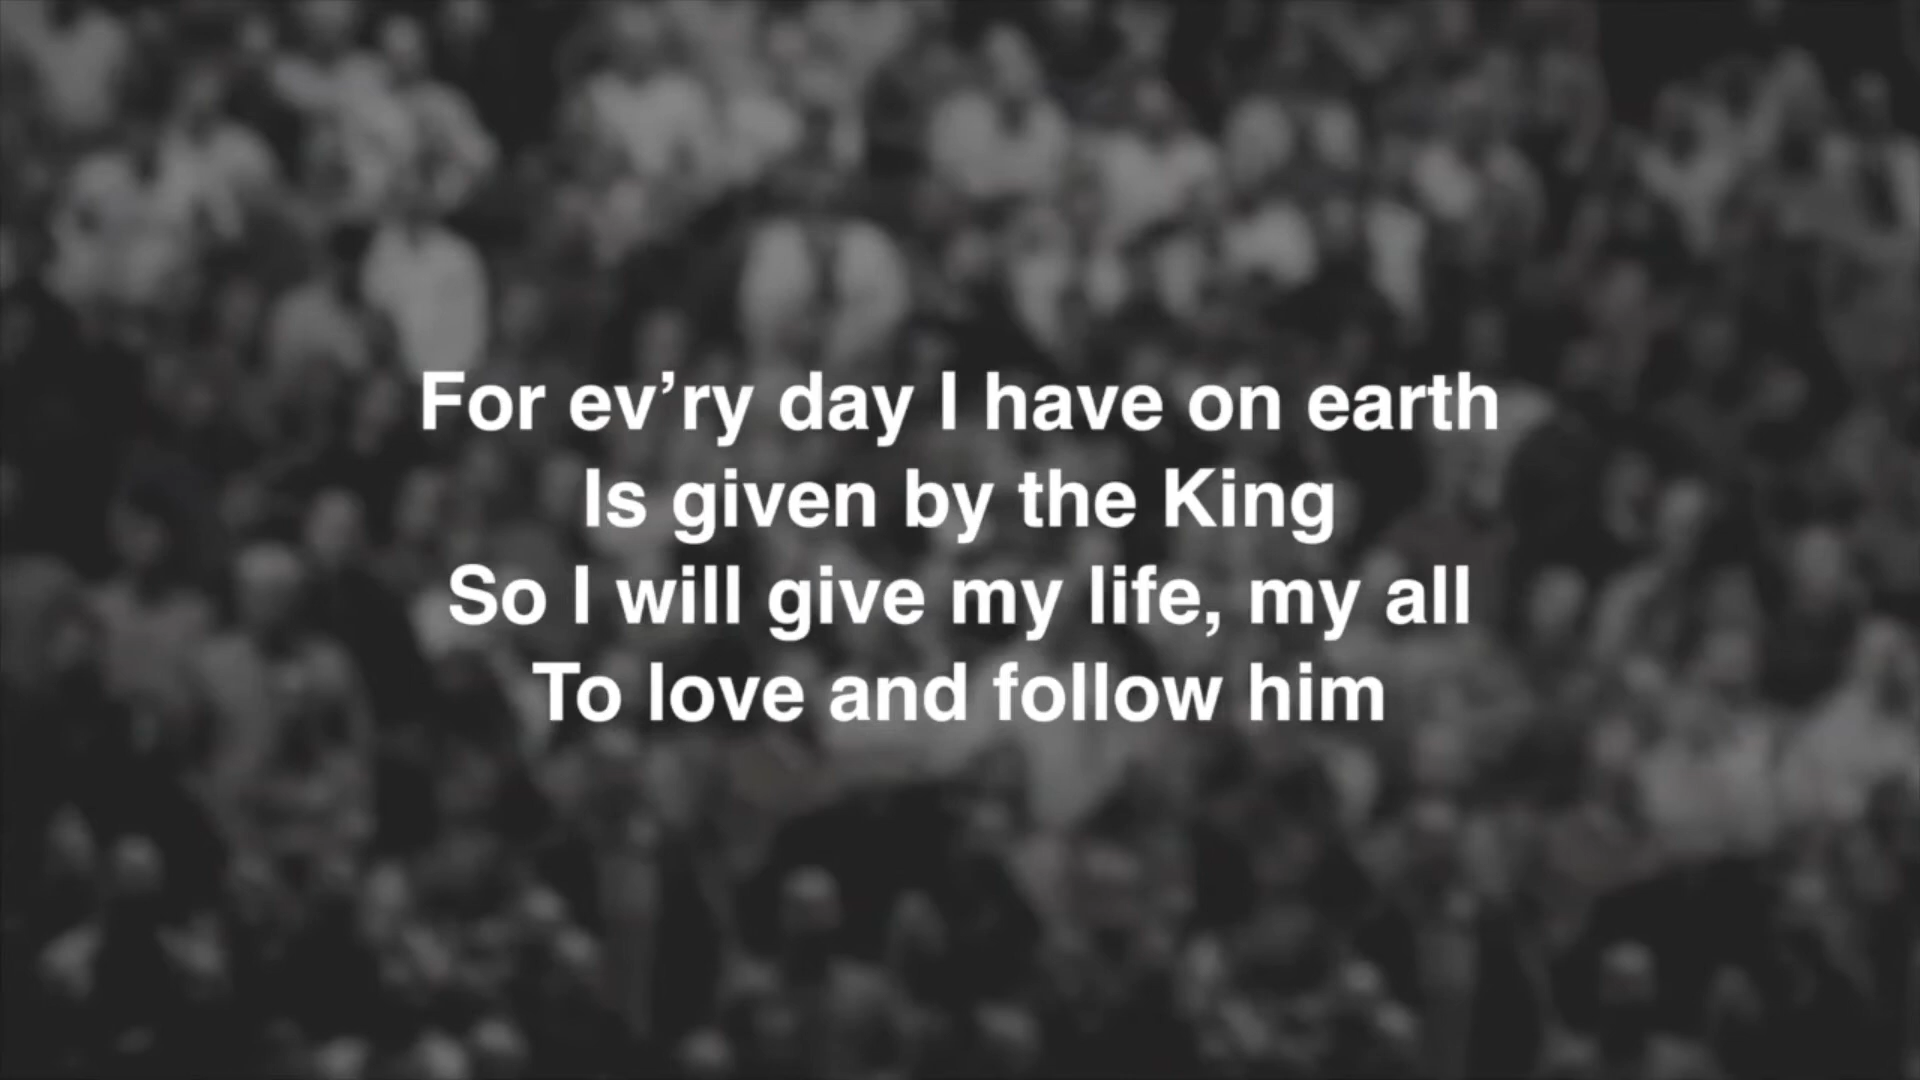 For ev’ry day I have on earth
Is given by the King
So I will give my life, my all
To love and follow him